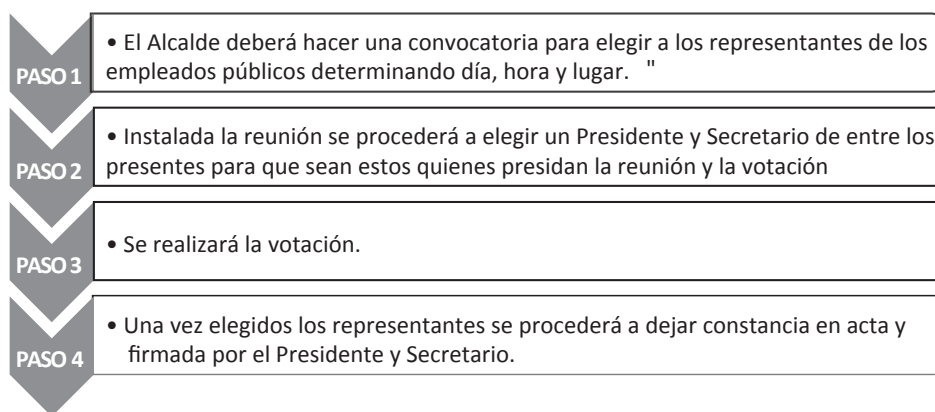 PASO 1
• El Alcalde deberá hacer una convocatoria para elegir a los representantes de los
empleados públicos determinando día, hora y lugar. "
PASO 2
• Instalada la reunión se procederá a elegir un Presidente y Secretario de entre los
presentes para que sean estos quienes presidan la reunión y la votación
PASO 3
• Se realizará la votación.
PASO 4
• Una vez elegidos los representantes se procederá a dejar constancia en acta y
firmada por el Presidente y Secretario.